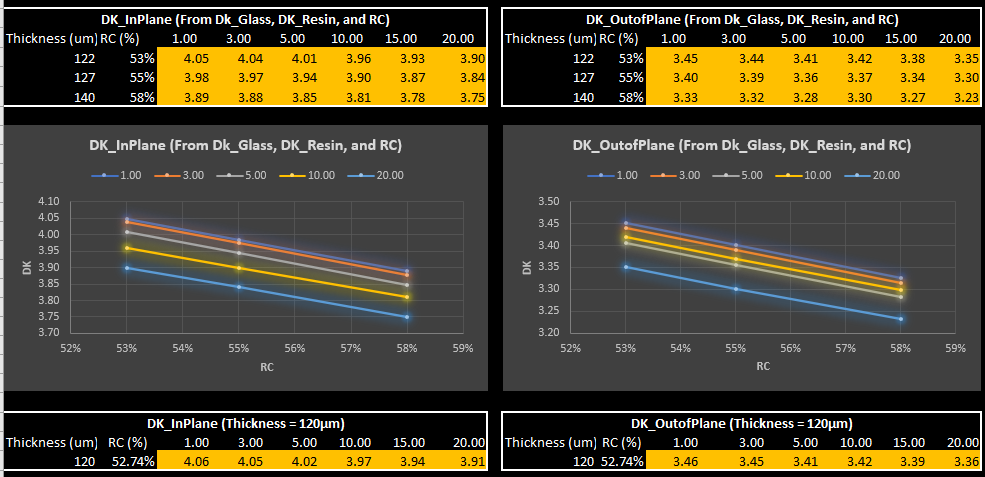 DK_InPlane (From Dk_Glass, DK_Resin, and RC)
Thickness (um) RC (%) 1.00 3.00 5.00 10.00 15.00 20.00
122 53% 4.05 4.04 4.01 3.96 3.93 3.90
127 55% 3.98 3.97 3.94 3.90 3.87 3.84
140 58% 3.89 3.88 3.85 3.81 3.78 3.75
DK_OutofPlane (From Dk_Glass, DK_Resin, and RC)
Thickness (um) RC (%) 1.00 3.00 5.00 10.00 15.00 20.00
122 53% 3.45 3.44 3.41 3.42 3.38 3.35
127 55% 3.40 3.39 3.36 3.37 3.34 3.30
140 58% 3.33 3.32 3.28 3.30 3.27 3.23
DK_InPlane (From Dk_Glass, DK_Resin, and RC)
1.00 3.00 5.00 10.00 20.00
4.10
4.05
4.00
3.95
3.90
3.85
3.80
3.75
3.70
DK
52% 53% 54% 55% 56% 57% 58% 59%
RC
DK_OutofPlane (From Dk_Glass, DK_Resin, and RC)
1.00 3.00 5.00 10.00 20.00
3.50
3.45
3.40
3.35
3.30
3.25
3.20
DK
52% 53% 54% 55% 56% 57% 58% 59%
RC
DK_InPlane (Thickness = 120μm)
Thickness (um) RC (%) 1.00 3.00 5.00 10.00 15.00 20.00
120 52.74% 4.06 4.05 4.02 3.97 3.94 3.91
DK_OutofPlane (Thickness = 120μm)
Thickness (um) RC (%) 1.00 3.00 5.00 10.00 15.00 20.00
120 52.74% 3.46 3.45 3.41 3.42 3.39 3.36